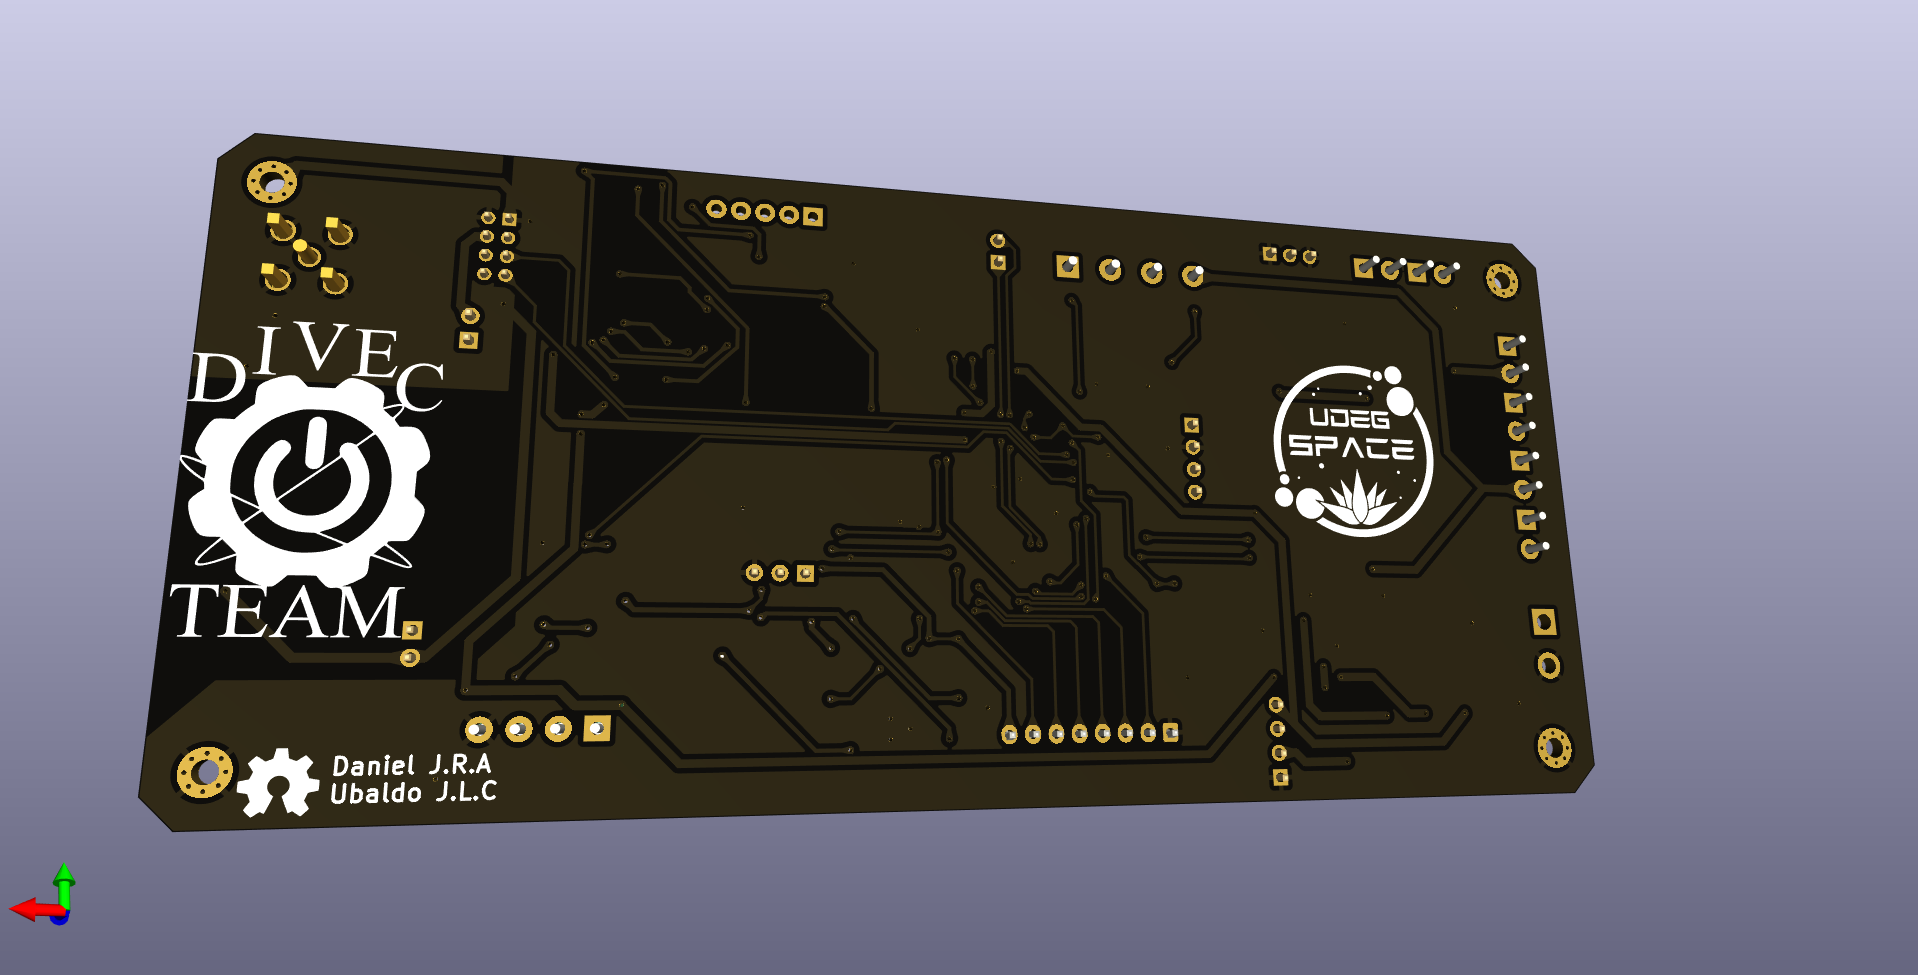 DIVEC
TEAM
UDEG
SPACE
Daniel J.R.A
Ubaldo J.L.C